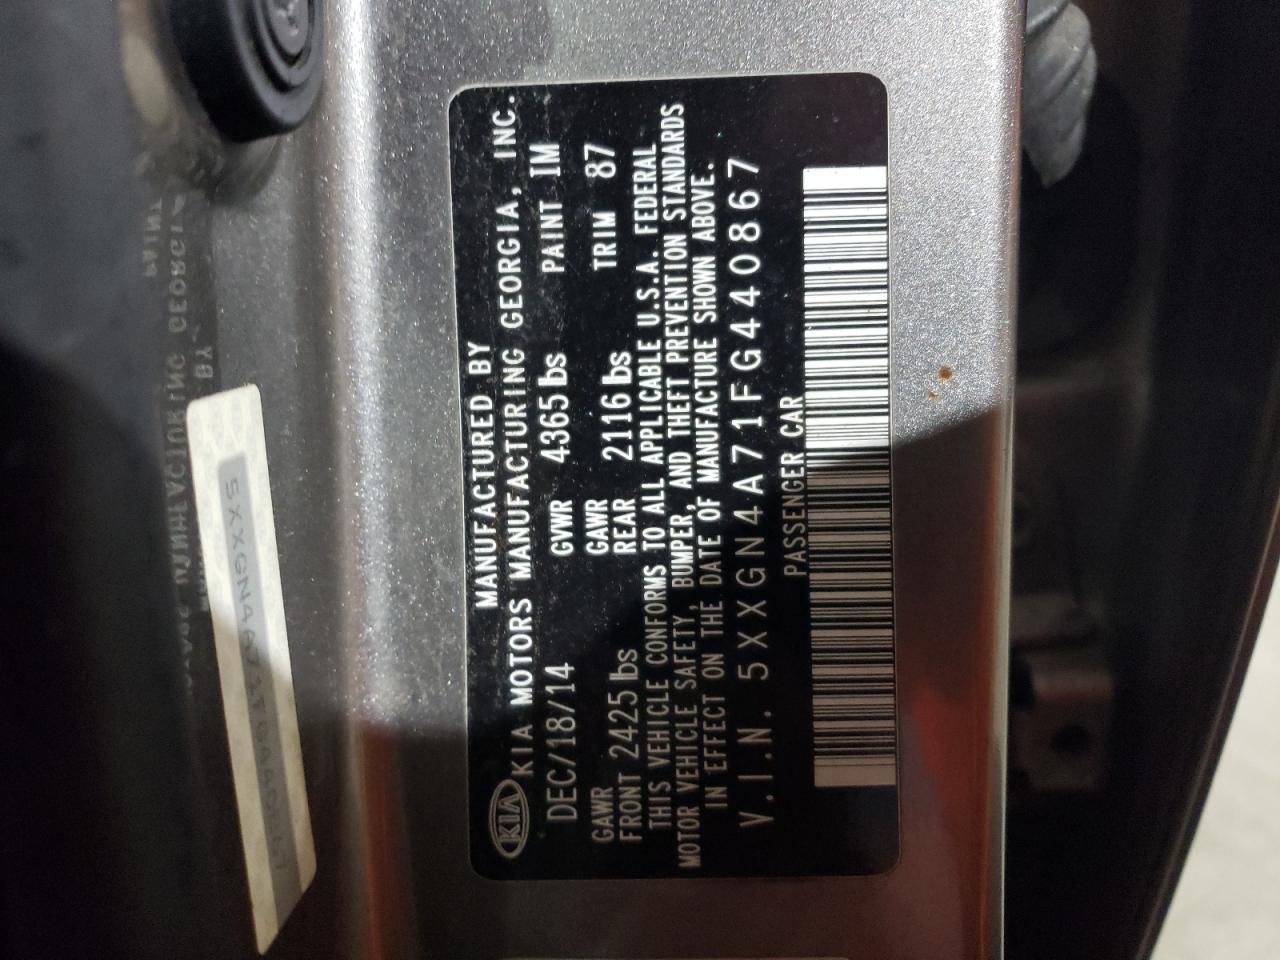 MANUFACTURED BY
KIA KIA MOTORS MANUFACTURING GEORGIA, INC.
DEC/18/14 GVWR 4365 lbs PAINT IM
GAWR FRONT 2425 lbs GAWR REAR 2116 lbs TRIM 87
THIS VEHICLE CONFORMS TO ALL APPLICABLE U.S.A. FEDERAL
MOTOR VEHICLE SAFETY, BUMPER, AND THEFT PREVENTION STANDARDS
IN EFFECT ON THE DATE OF MANUFACTURE SHOWN ABOVE.
V.I.N. 5XXGN4A71FG440867
PASSENGER CAR